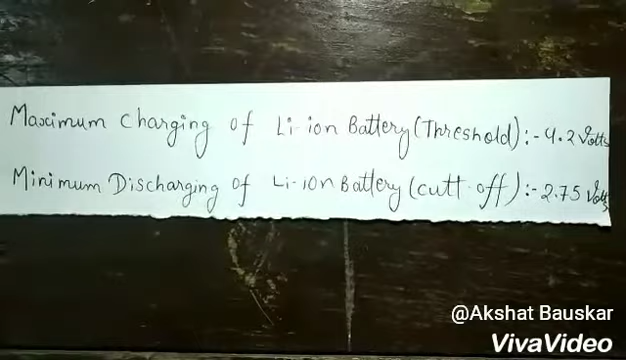 Maximum Charging of Li-ion Battery (Threshold):- 4.2 Volts
Minimum Discharging of Li-ion Battery (cutt-off):- 2.75 Volts
@Akshat Bauskar
VivaVideo